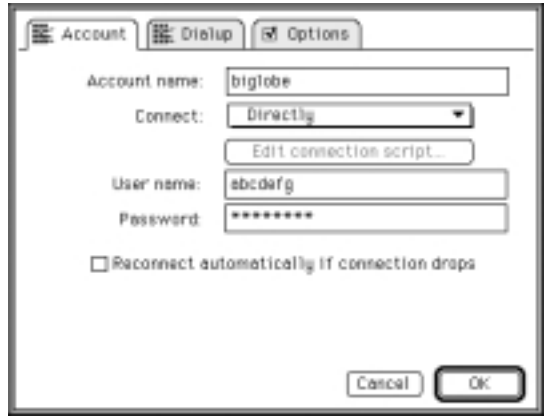 Account Dialup Options
Account name: biglobe
Connect: Directly
Edit connection script...
User name: abcdefg
Password: ********
Reconnect automatically if connection drops
Cancel OK